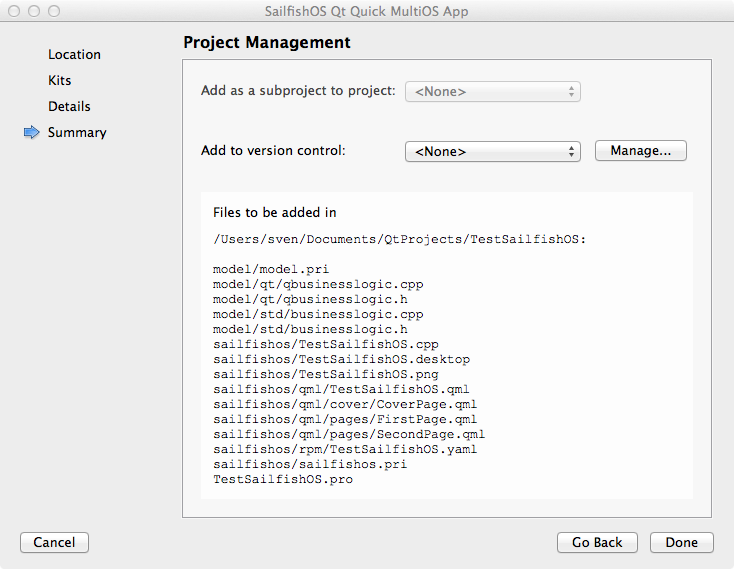 SailfishOS Qt Quick MultiOS App
Location
Kits
Details
Summary
Project Management
Add as a subproject to project: <None>
Add to version control: <None> Manage...
Files to be added in
/Users/sven/Documents/QtProjects/TestSailfishOS:
model/model.pri
model/qt/qbusinesslogic.cpp
model/qt/qbusinesslogic.h
model/std/businesslogic.cpp
model/std/businesslogic.h
sailfishos/TestSailfishOS.cpp
sailfishos/TestSailfishOS.desktop
sailfishos/TestSailfishOS.png
sailfishos/qml/TestSailfishOS.qml
sailfishos/qml/cover/CoverPage.qml
sailfishos/qml/pages/FirstPage.qml
sailfishos/qml/pages/SecondPage.qml
sailfishos/rpm/TestSailfishOS.yaml
sailfishos/sailfishos.pri
TestSailfishOS.pro
Cancel Go Back Done